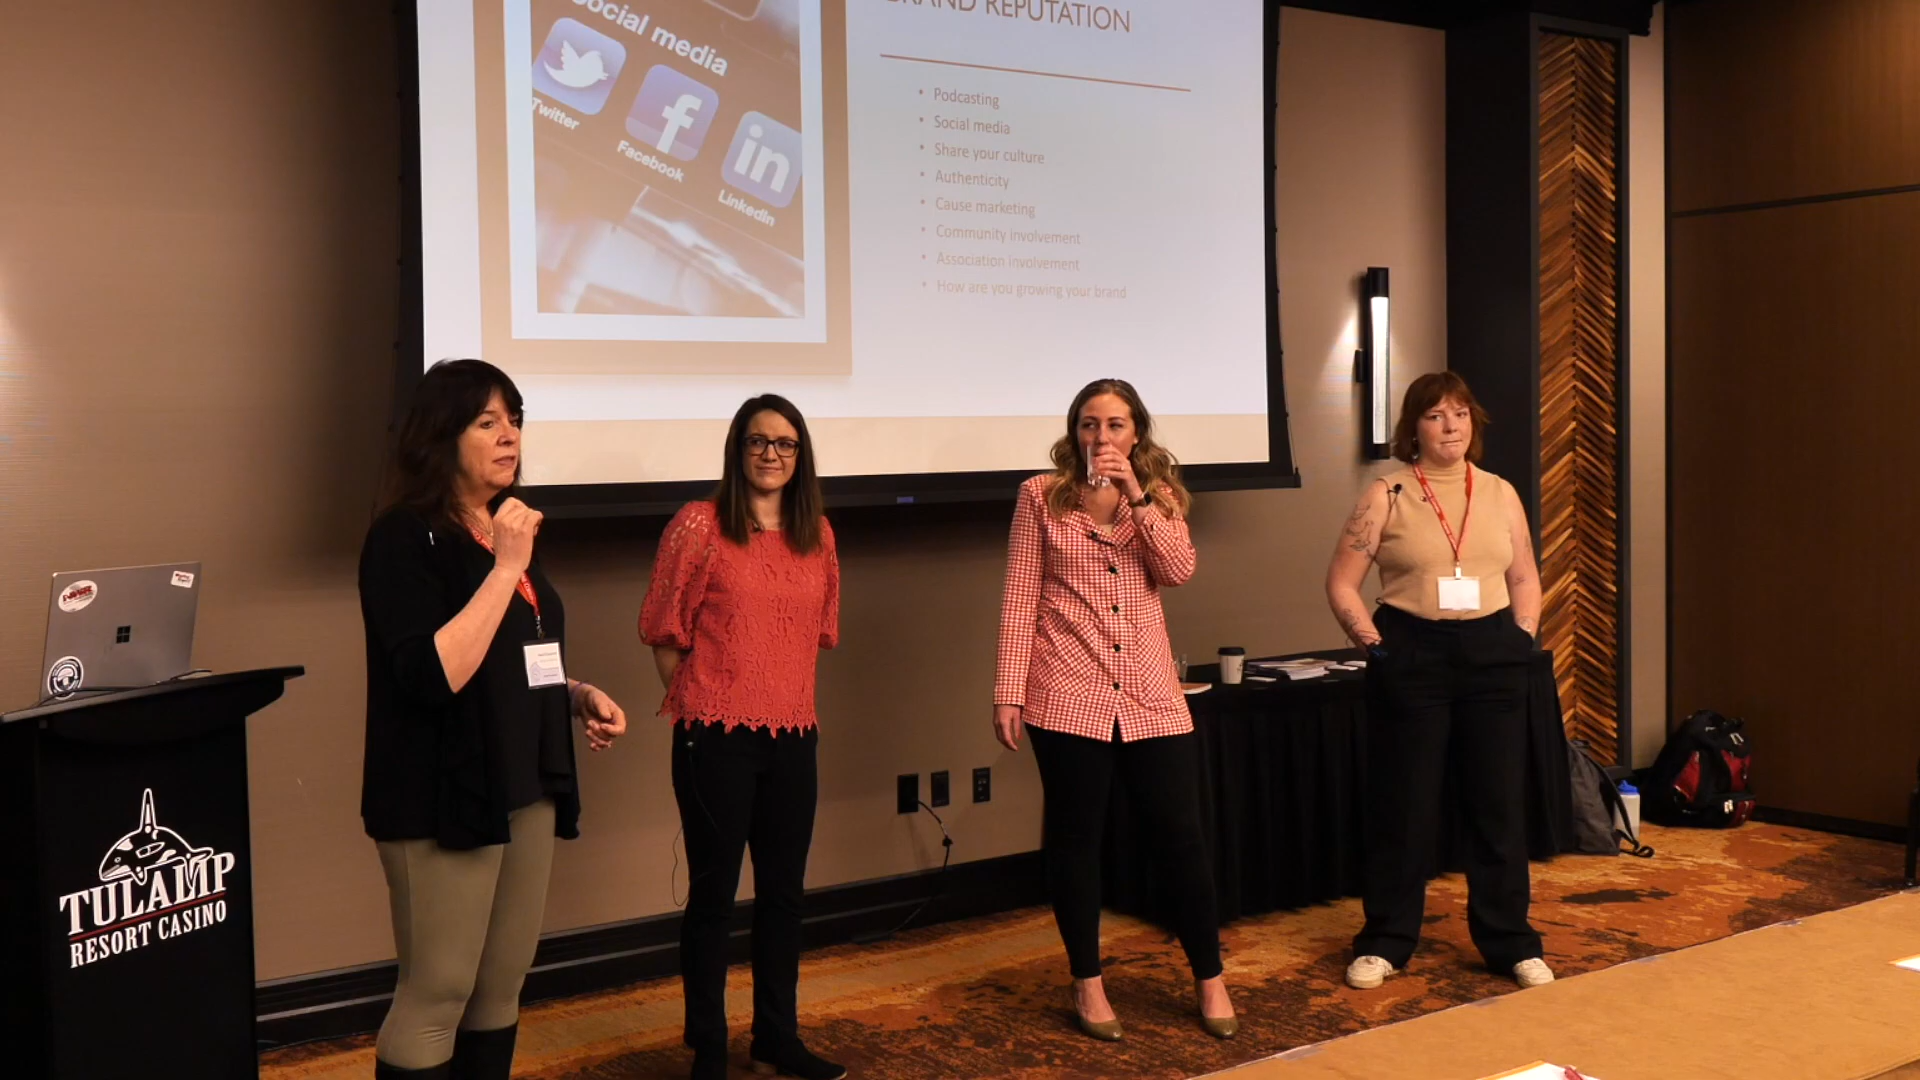 Social media
Twitter
Facebook
LinkedIn
BRAND REPUTATION
• Podcasting
• Social media
• Share your culture
• Authenticity
• Cause marketing
• Community involvement
• Association Involvement
• How are you growing your brand
TULALIP
RESORT CASINO